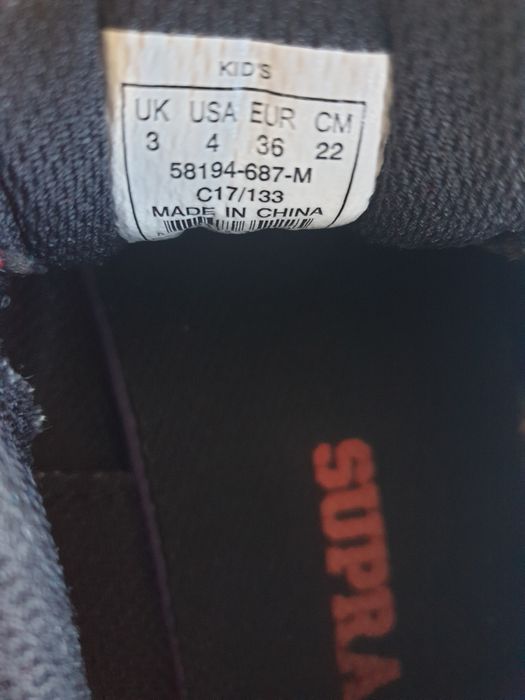 KID'S
UK USA EUR CM
3 4 36 22
58194-687-M
C17/133
MADE IN CHINA
SUPRA